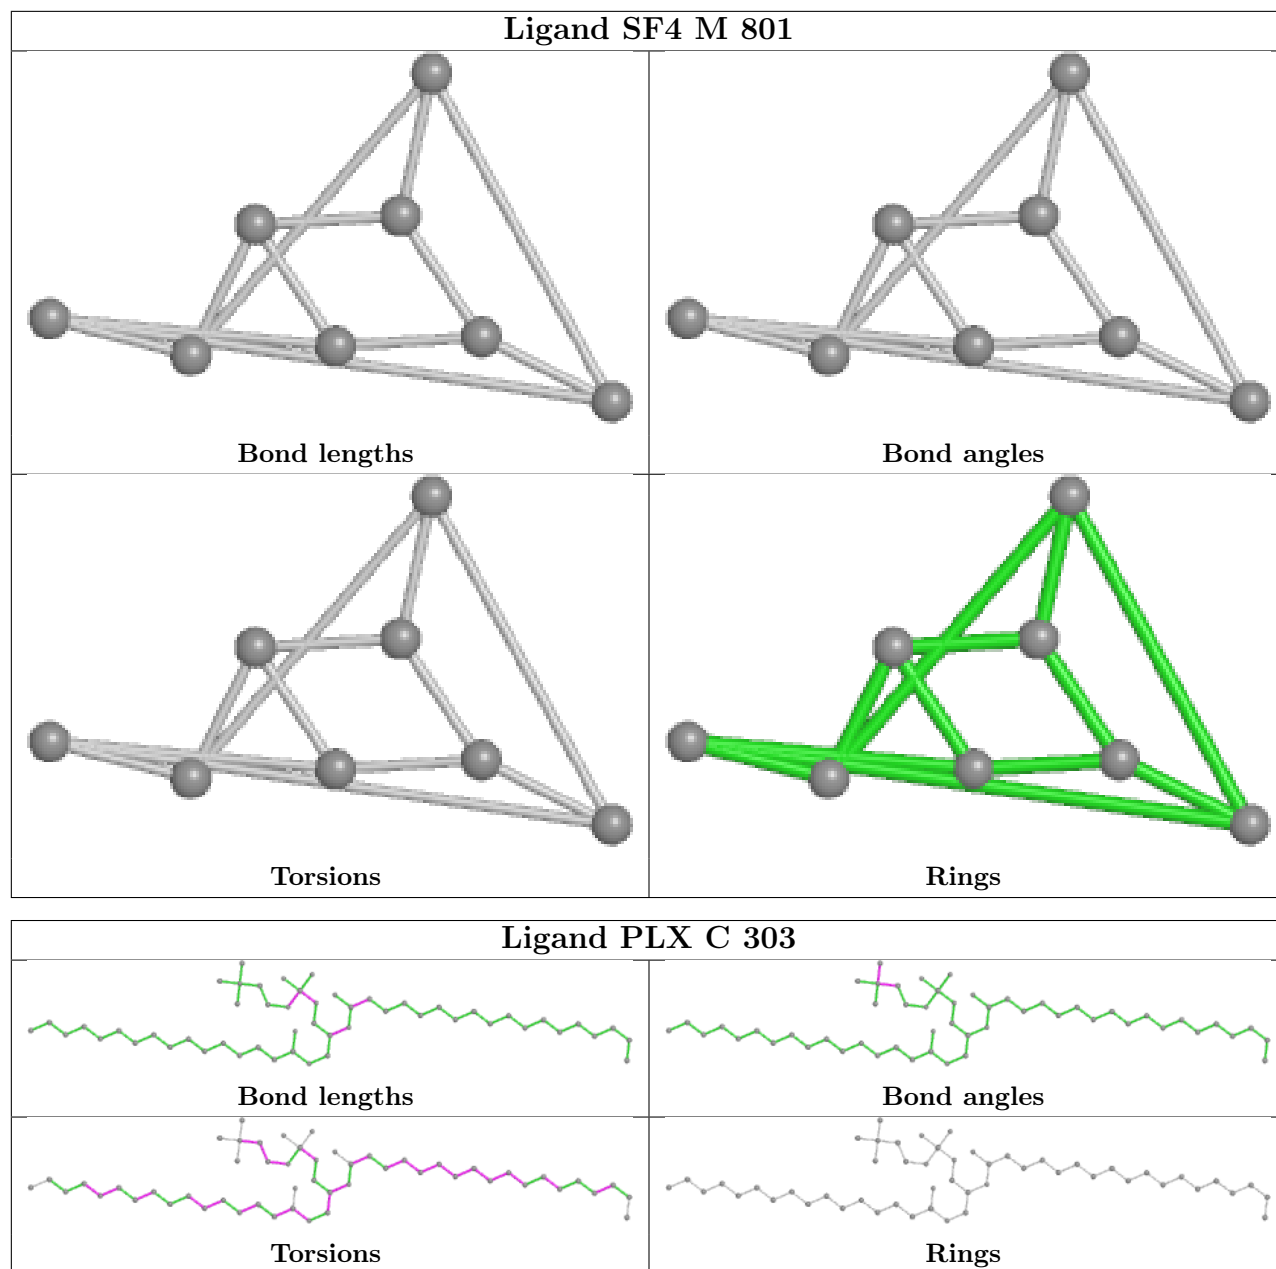 Ligand SF4 M 801
Bond lengths
Bond angles
Torsions
Rings
Ligand PLX C 303
Bond lengths
Bond angles
Torsions
Rings